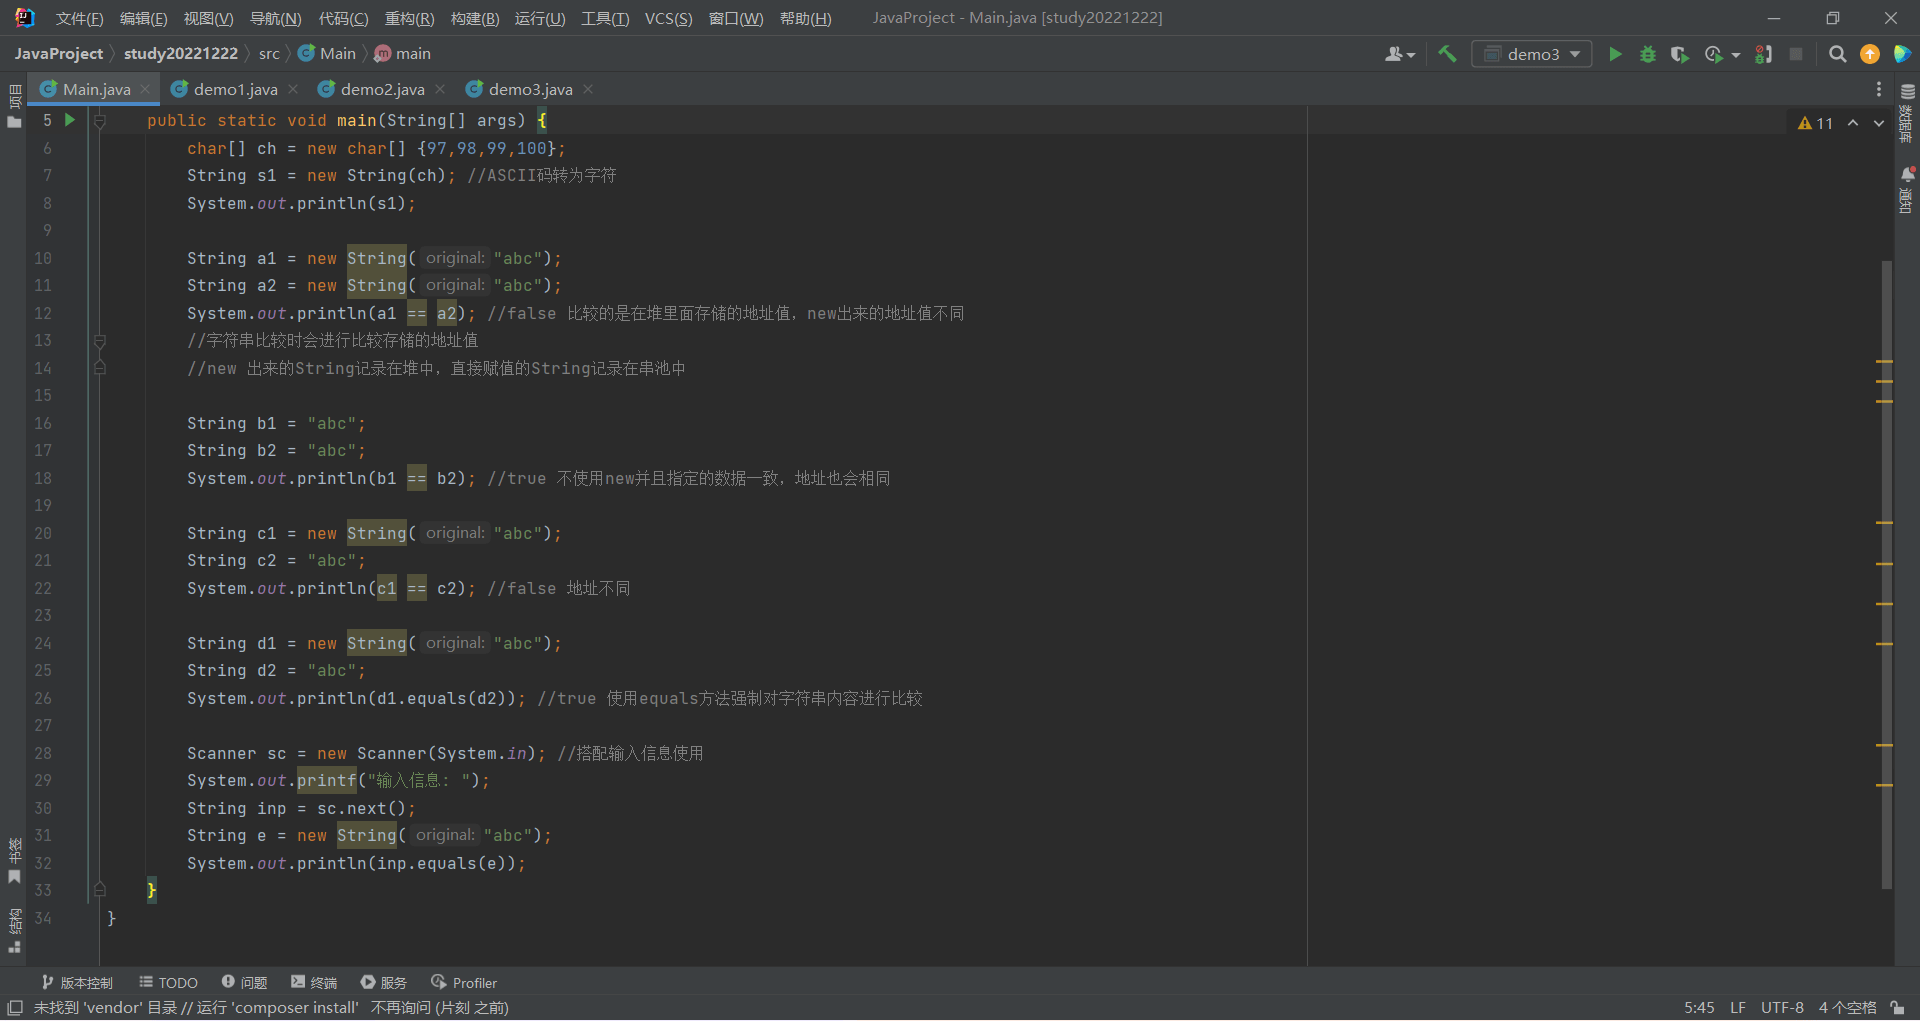 文件(F) 编辑(E) 视图(V) 导航(N) 代码(C) 重构(R) 构建(B) 运行(U) 工具(T) VCS(S) 窗口(W) 帮助(H) JavaProject - Main.java [study20221222]
JavaProject study20221222 src Main main demo3
Main.java demo1.java demo2.java demo3.java
项目
数据库
通知
11
5 public static void main(String[] args) {
6 char[] ch = new char[] {97,98,99,100};
7 String s1 = new String(ch); //ASCII码转为字符
8 System.out.println(s1);
9
10 String a1 = new String( original: "abc");
11 String a2 = new String( original: "abc");
12 System.out.println(a1 == a2); //false 比较的是在堆里面存储的地址值，new出来的地址值不同
13 //字符串比较时会进行比较存储的地址值
14 //new 出来的String记录在堆中，直接赋值的String记录在串池中
15
16 String b1 = "abc";
17 String b2 = "abc";
18 System.out.println(b1 == b2); //true 不使用new并且指定的数据一致，地址也会相同
19
20 String c1 = new String( original: "abc");
21 String c2 = "abc";
22 System.out.println(c1 == c2); //false 地址不同
23
24 String d1 = new String( original: "abc");
25 String d2 = "abc";
26 System.out.println(d1.equals(d2)); //true 使用equals方法强制对字符串内容进行比较
27
28 Scanner sc = new Scanner(System.in); //搭配输入信息使用
29 System.out.printf("输入信息: ");
30 String inp = sc.next();
31 String e = new String( original: "abc");
32 System.out.println(inp.equals(e));
33 }
34 }
书签
结构
版本控制 TODO 问题 终端 服务 Profiler
未找到 'vendor' 目录 // 运行 'composer install' 不再询问 (片刻 之前) 5:45 LF UTF-8 4 个空格